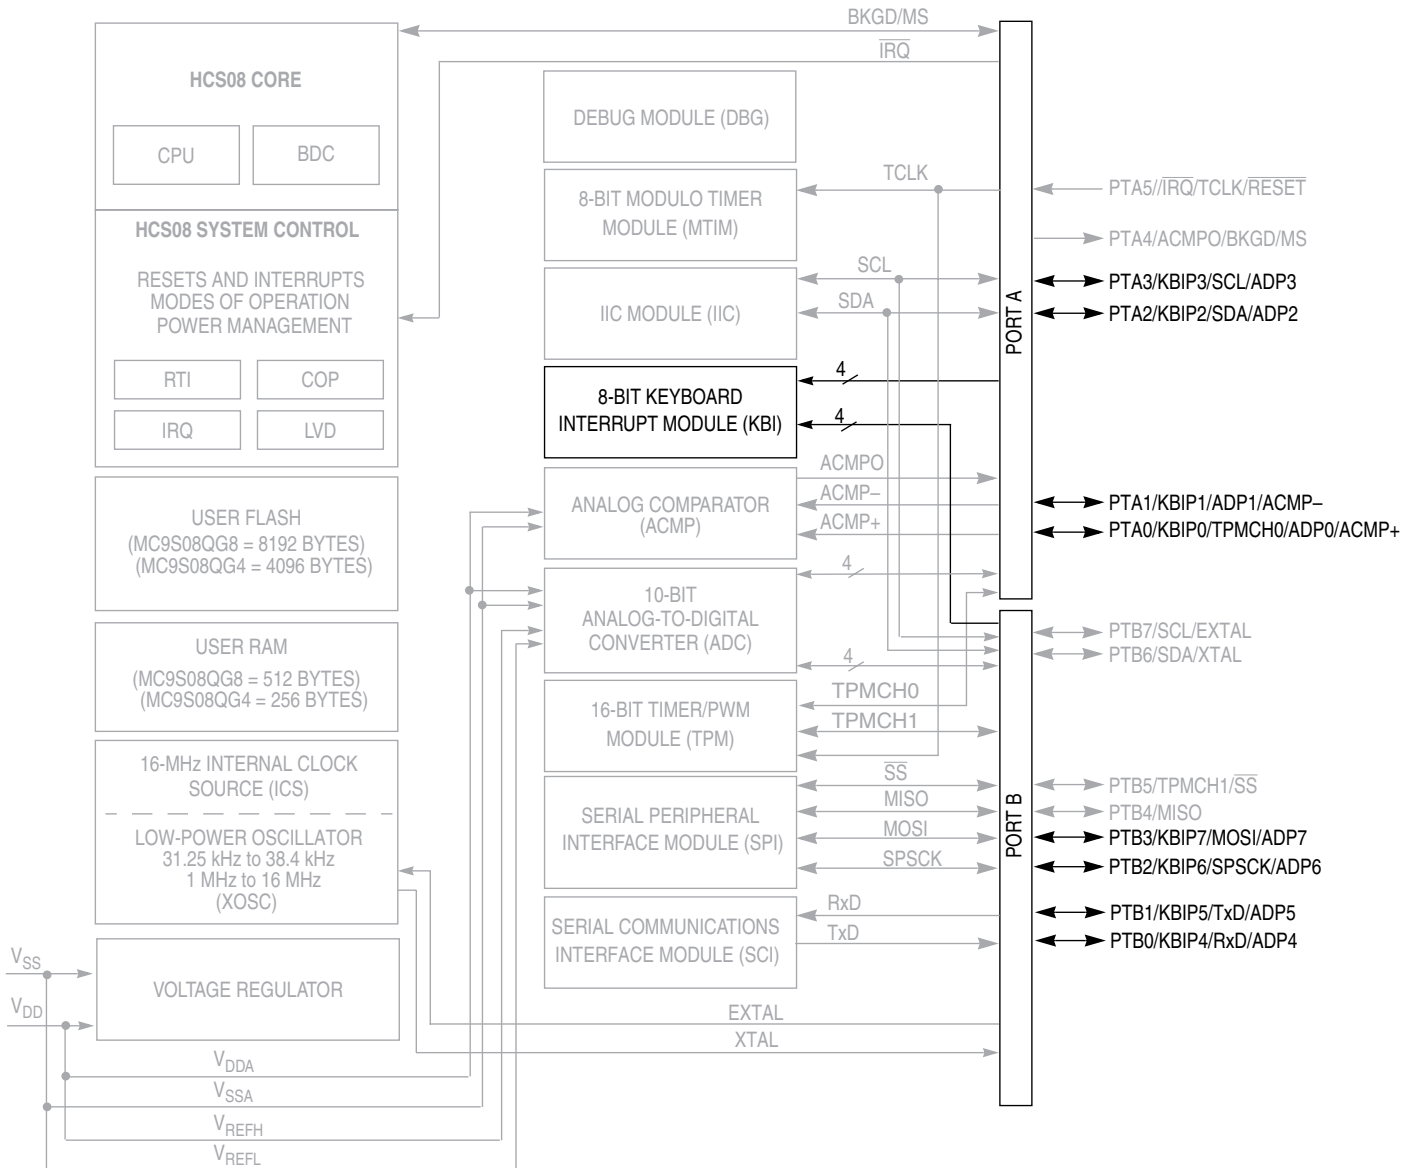 BKGD/MS
IRQ
HCS08 CORE
CPU
BDC
HCS08 SYSTEM CONTROL
RESETS AND INTERRUPTS
MODES OF OPERATION
POWER MANAGEMENT
RTI
COP
IRQ
LVD
USER FLASH
(MC9S08QG8 = 8192 BYTES)
(MC9S08QG4 = 4096 BYTES)
USER RAM
(MC9S08QG8 = 512 BYTES)
(MC9S08QG4 = 256 BYTES)
16-MHz INTERNAL CLOCK
SOURCE (ICS)
LOW-POWER OSCILLATOR
31.25 kHz to 38.4 kHz
1 MHz to 16 MHz
(XOSC)
VSS
VDD
VOLTAGE REGULATOR
VDDA
VSSA
VREFH
VREFL
DEBUG MODULE (DBG)
8-BIT MODULO TIMER
MODULE (MTIM)
TCLK
IIC MODULE (IIC)
SCL
SDA
8-BIT KEYBOARD
INTERRUPT MODULE (KBI)
4
4
ANALOG COMPARATOR
(ACMP)
ACMPO
ACMP–
ACMP+
10-BIT
ANALOG-TO-DIGITAL
CONVERTER (ADC)
4
4
16-BIT TIMER/PWM
MODULE (TPM)
TPMCH0
TPMCH1
SERIAL PERIPHERAL
INTERFACE MODULE (SPI)
SS
MISO
MOSI
SPSCK
SERIAL COMMUNICATIONS
INTERFACE MODULE (SCI)
RxD
TxD
EXTAL
XTAL
PORT A
PTA5//IRQ/TCLK/RESET
PTA4/ACMPO/BKGD/MS
PTA3/KBIP3/SCL/ADP3
PTA2/KBIP2/SDA/ADP2
PTA1/KBIP1/ADP1/ACMP–
PTA0/KBIP0/TPMCH0/ADP0/ACMP+
PORT B
PTB7/SCL/EXTAL
PTB6/SDA/XTAL
PTB5/TPMCH1/SS
PTB4/MISO
PTB3/KBIP7/MOSI/ADP7
PTB2/KBIP6/SPSCK/ADP6
PTB1/KBIP5/TxD/ADP5
PTB0/KBIP4/RxD/ADP4